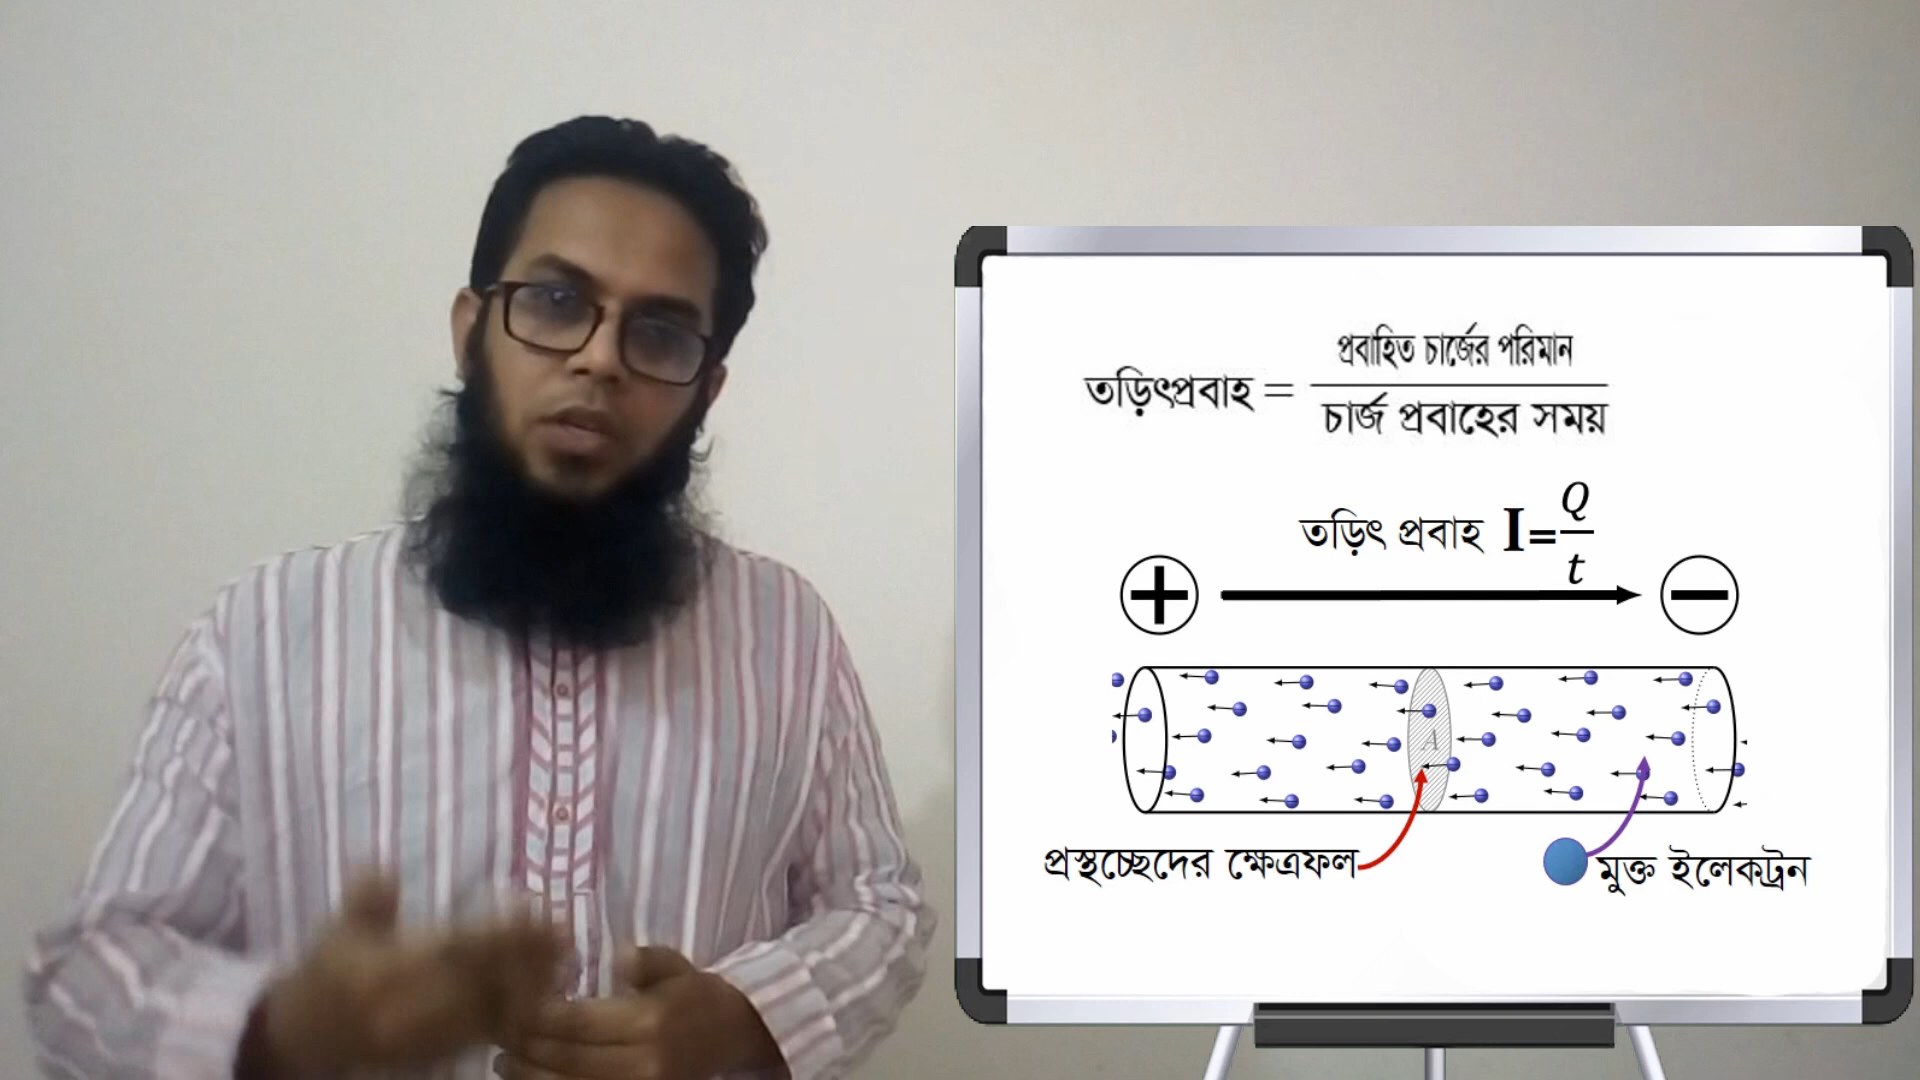 তড়িৎপ্রবাহ = প্রবাহিত চার্জের পরিমান / চার্জ প্রবাহের সময়
তড়িৎ প্রবাহ I=Q/t
+ −
A
প্রস্থচ্ছেদের ক্ষেত্রফল
মুক্ত ইলেকট্রন